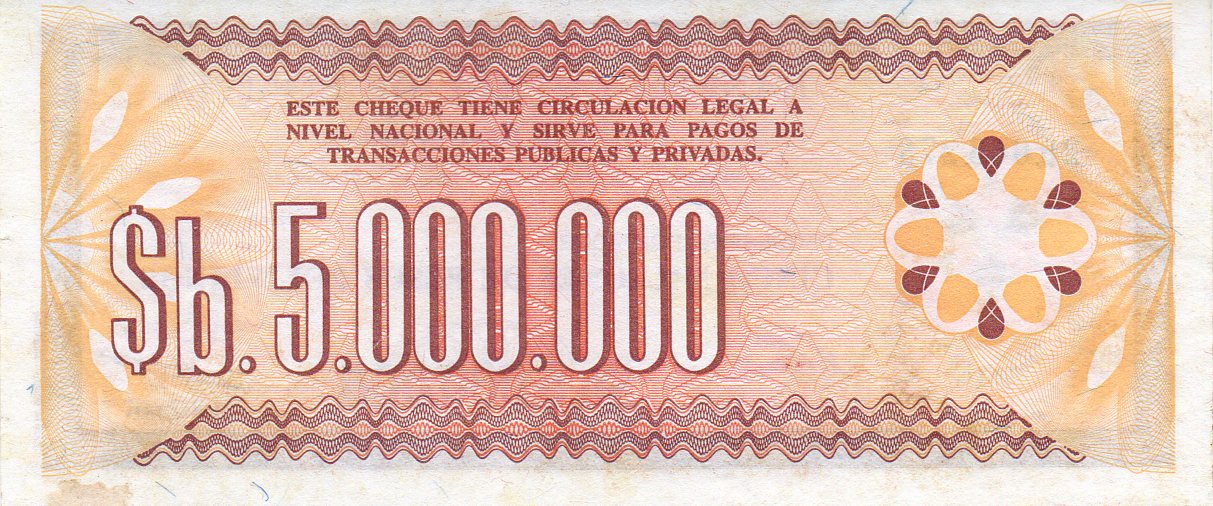 ESTE CHEQUE TIENE CIRCULACION LEGAL A
NIVEL NACIONAL Y SIRVE PARA PAGOS DE
TRANSACCIONES PUBLICAS Y PRIVADAS.
$b. 5.000.000